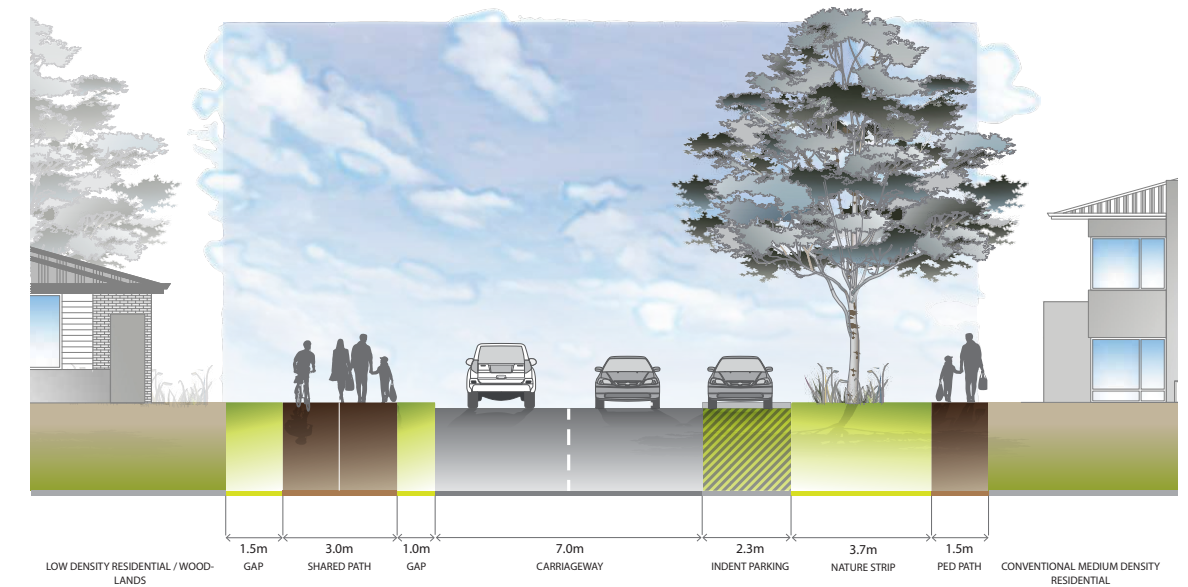 1.5m 3.0m 1.0m 7.0m 2.3m 3.7m 1.5m
LOW DENSITY RESIDENTIAL / WOOD-
LANDS
GAP SHARED PATH GAP CARRIAGEWAY INDENT PARKING NATURE STRIP PED PATH
CONVENTIONAL MEDIUM DENSITY
RESIDENTIAL